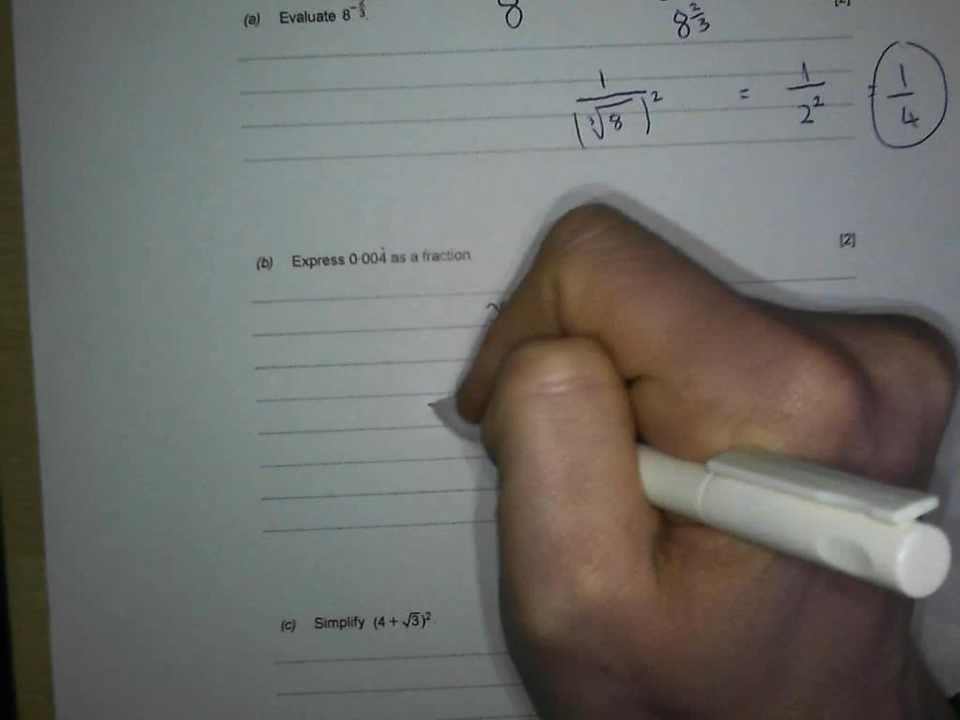 (a) Evaluate 8^{-2/3}. 8 8^{2/3} [2]
1/(∛8)² = 1/2² = 1/4
(b) Express 0·004̇ as a fraction. [2]
(c) Simplify (4 + √3)².